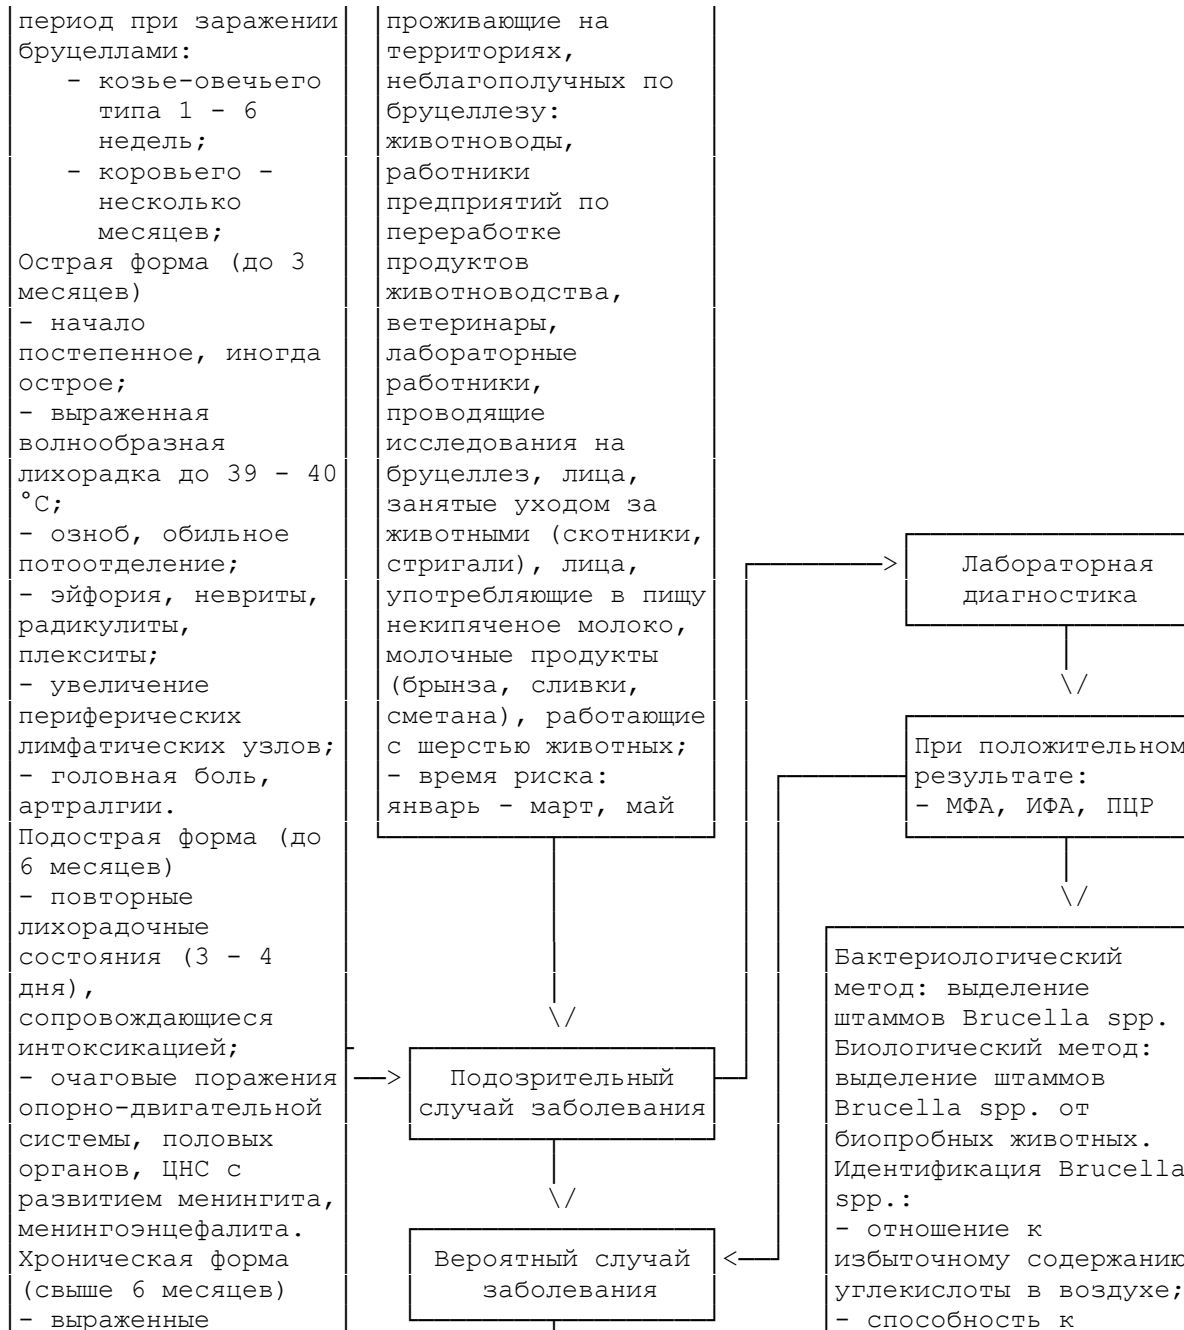 период при заражении
бруцеллами:
- козье-овечьего
типа 1 - 6
недель;
- коровьего -
несколько
месяцев;
Острая форма (до 3
месяцев)
- начало
постепенное, иногда
острое;
- выраженная
волнообразная
лихорадка до 39 - 40
°C;
- озноб, обильное
потоотделение;
- эйфория, невриты,
радикулиты,
плекситы;
- увеличение
периферических
лимфатических узлов;
- головная боль,
артралгии.
Подострая форма (до
6 месяцев)
- повторные
лихорадочные
состояния (3 - 4
дня),
сопровождающиеся
интоксикацией;
- очаговые поражения
опорно-двигательной
системы, половых
органов, ЦНС с
развитием менингита,
менингоэнцефалита.
Хроническая форма
(свыше 6 месяцев)
- выраженные
проживающие на
территориях,
неблагополучных по
бруцеллезу:
животноводы,
работники
предприятий по
переработке
продуктов
животноводства,
ветеринары,
лабораторные
работники,
проводящие
исследования на
бруцеллез, лица,
занятые уходом за
животными (скотники,
стригали), лица,
употребляющие в пищу
некипяченое молоко,
молочные продукты
(брынза, сливки,
сметана), работающие
с шерстью животных;
- время риска:
январь - март, май
Подозрительный
случай заболевания
Вероятный случай
заболевания
Лабораторная
диагностика
При положительном
результате:
- МФА, ИФА, ПЦР
Бактериологический
метод: выделение
штаммов Brucella spp.
Биологический метод:
выделение штаммов
Brucella spp. от
биопробных животных.
Идентификация Brucella
spp.:
- отношение к
избыточному содержанию
углекислоты в воздухе;
- способность к